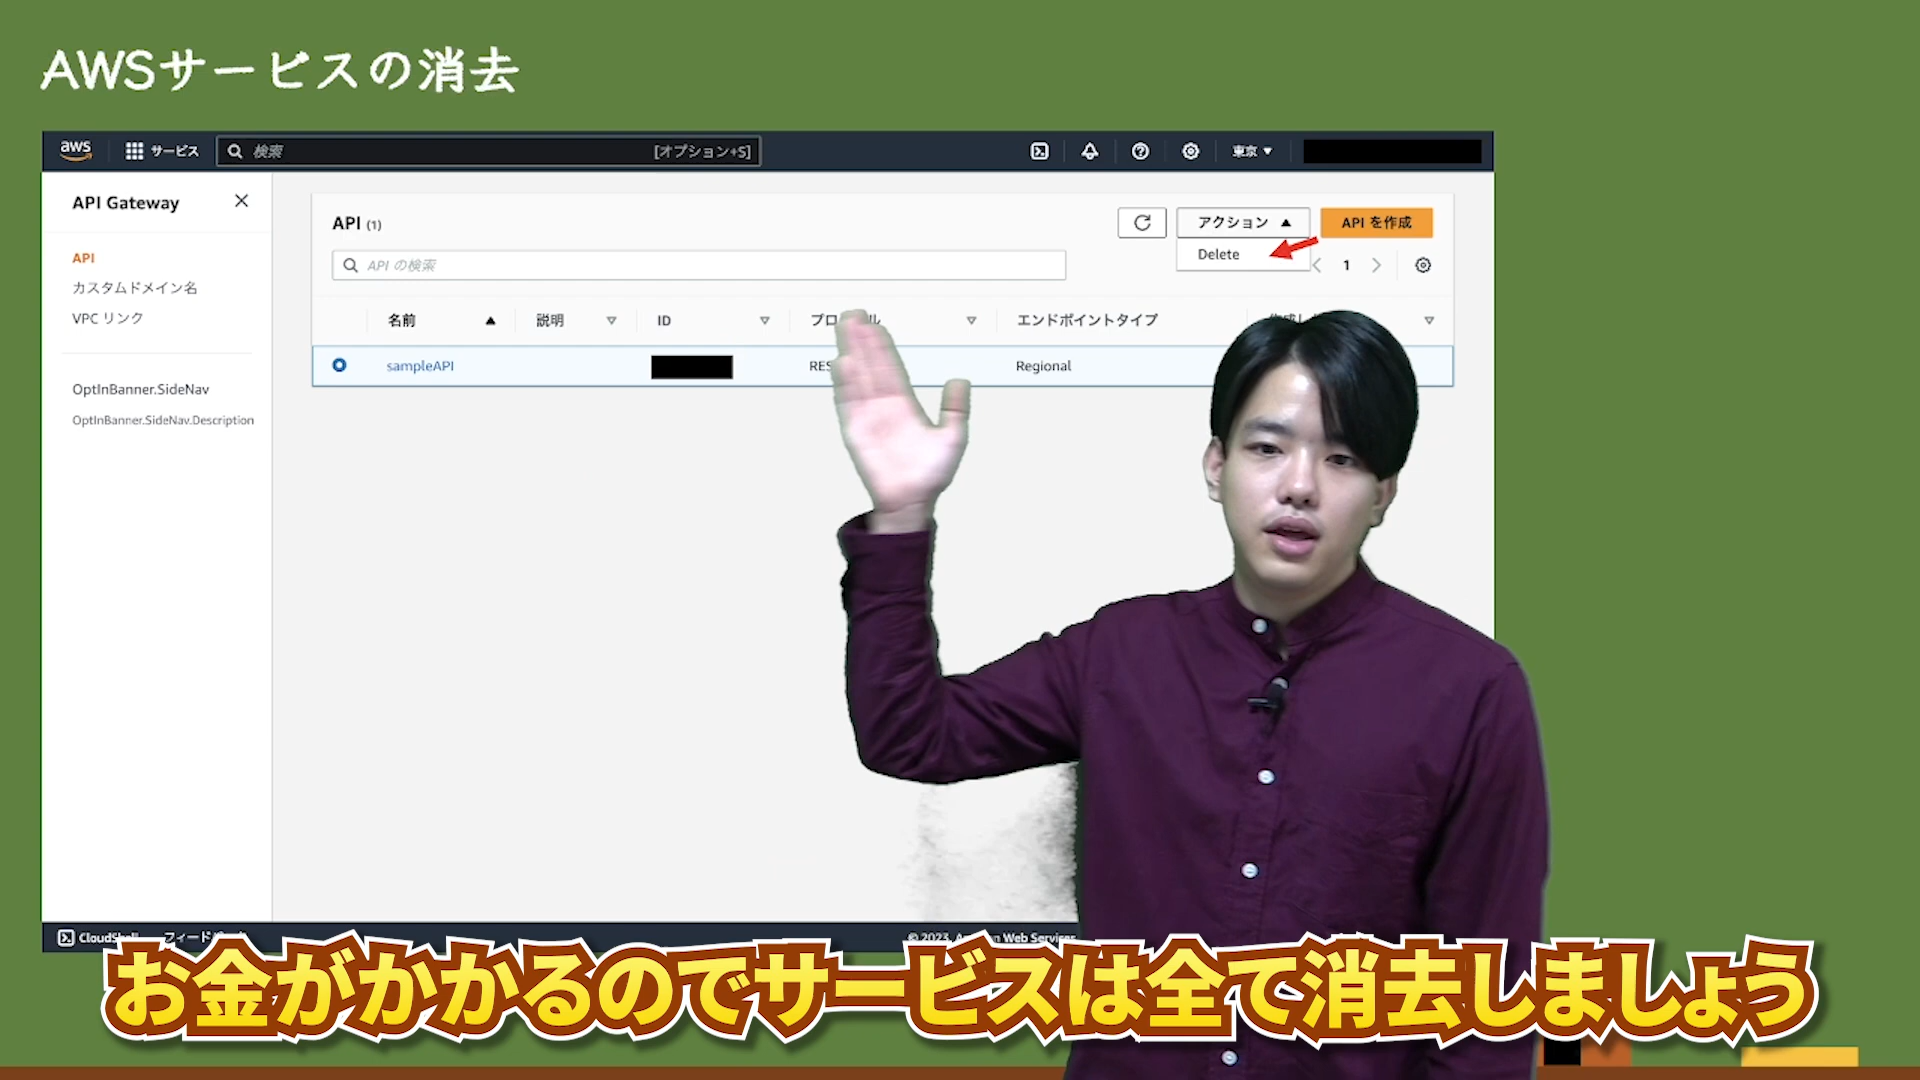 AWSサービスの消去
aws サービス 検索 [オプション+S] 東京
API Gateway
API
カスタムドメイン名
VPC リンク
OptInBanner.SideNav
OptInBanner.SideNav.Description
API (1)
アクション
API を作成
Delete
API の検索
1
名前 説明 ID エンドポイントタイプ
sampleAPI Regional
CloudShell
© 2023, Web Services
お金がかかるのでサービスは全て消去しましょう